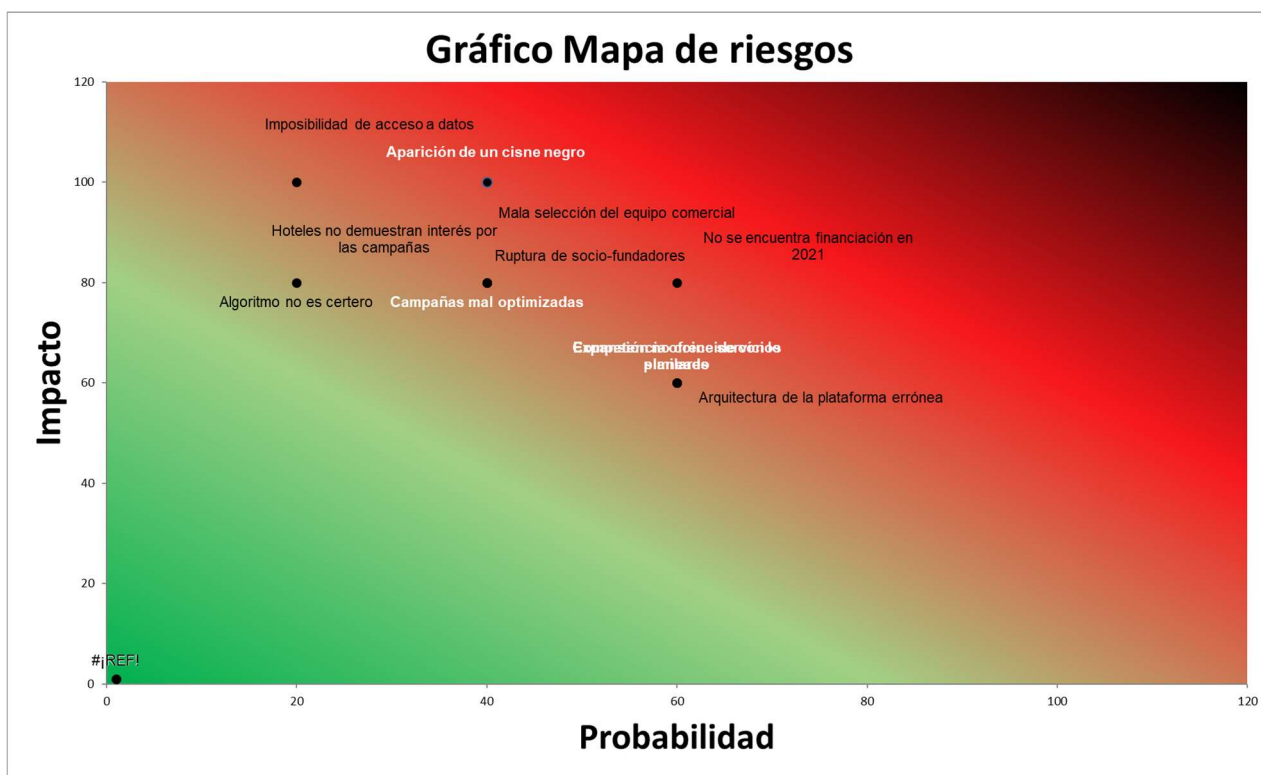 Gráfico Mapa de riesgos
120
Imposibilidad de acceso a datos
Aparición de un cisne negro
100
Mala selección del equipo comercial
Hoteles no demuestran interés por
las campañas
No se encuentra financiación en
2021
Ruptura de socio-fundadores
80
Algoritmo no es certero
Campañas mal optimizadas
60
Arquitectura de la plataforma errónea
40
20
#¡REF!
0
Impacto
0
20
40
60
80
100
120
Probabilidad